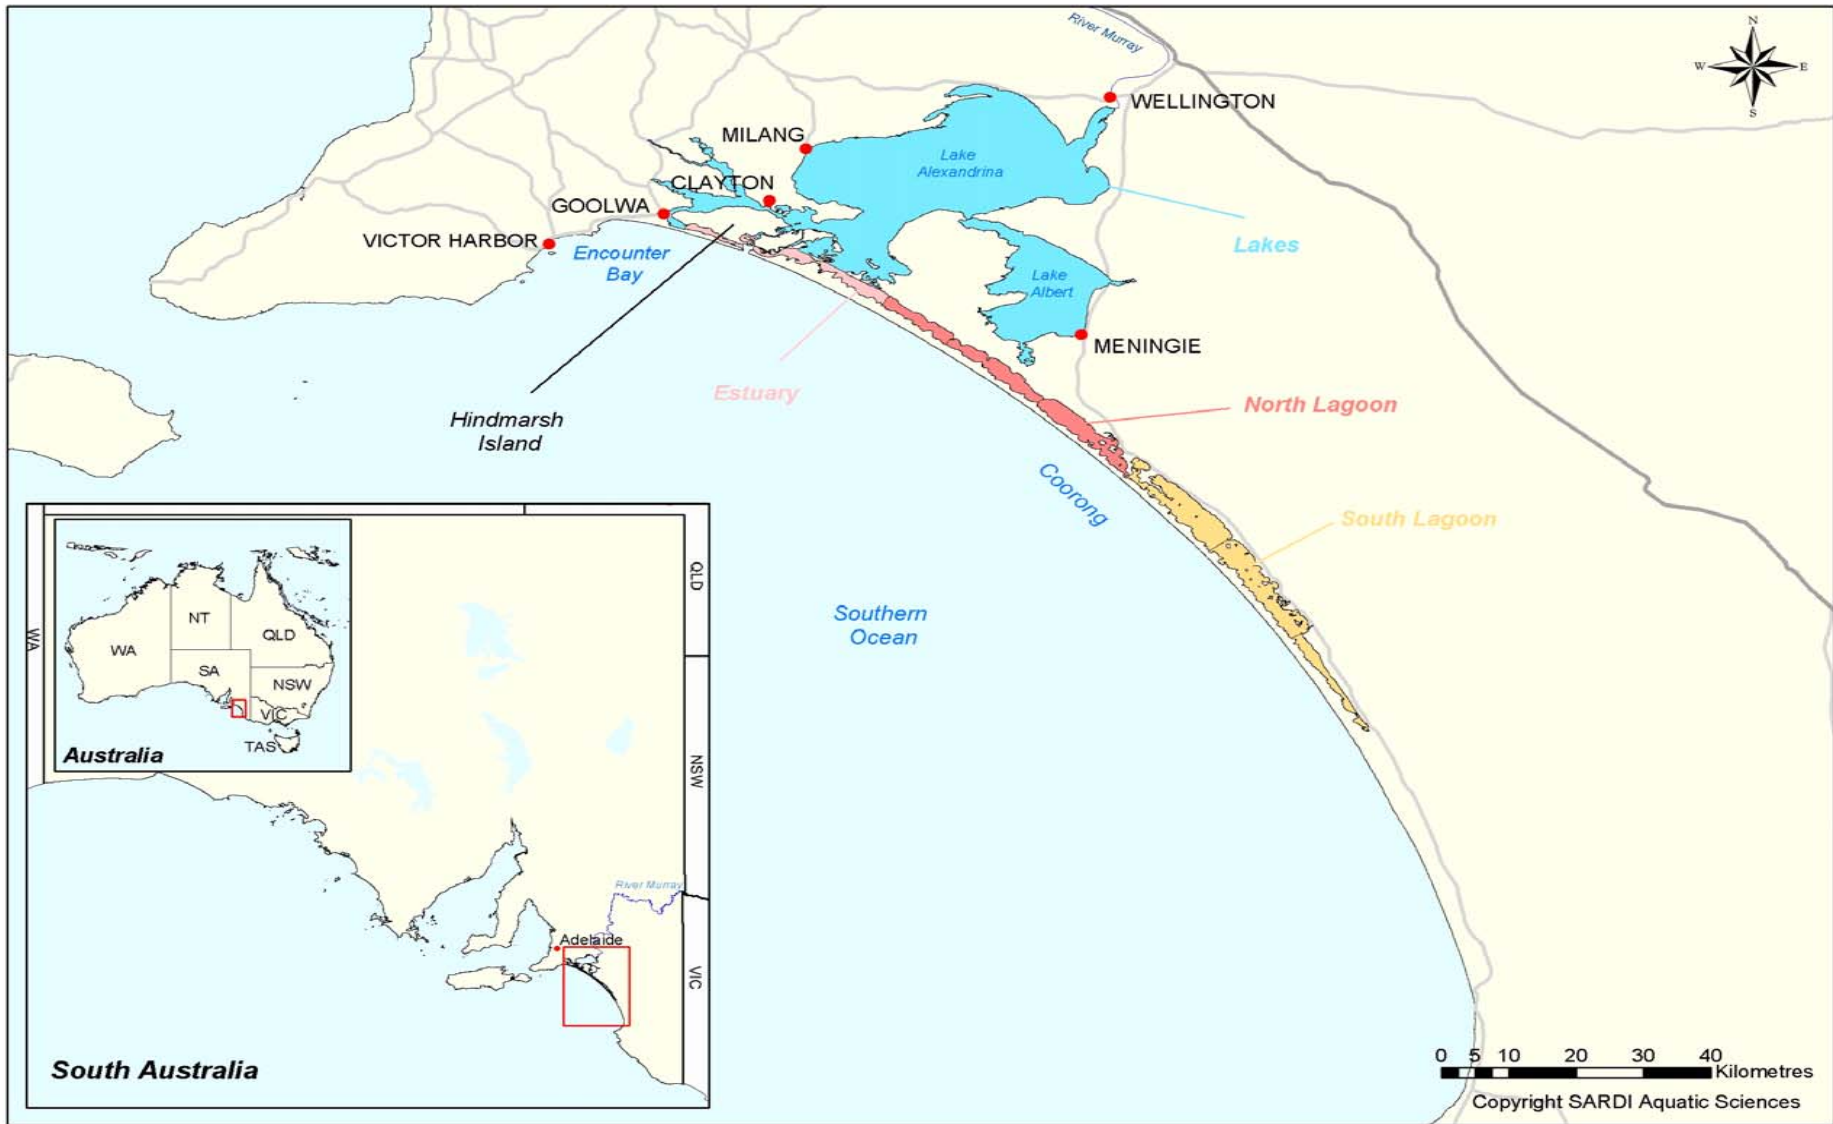 River Murray
N
W
E
S
WELLINGTON
MILANG
Lake
Alexandrina
CLAYTON
GOOLWA
VICTOR HARBOR
Encounter
Bay
Lakes
Lake
Albert
MENINGIE
Estuary
North Lagoon
Hindmarsh
Island
Coorong
South Lagoon
Southern
Ocean
WA
QLD
NSW
VIC
NT
QLD
WA
SA
NSW
VIC
TAS
Australia
River Murray
Adelaide
South Australia
0 5 10 20 30 40
Kilometres
Copyright SARDI Aquatic Sciences